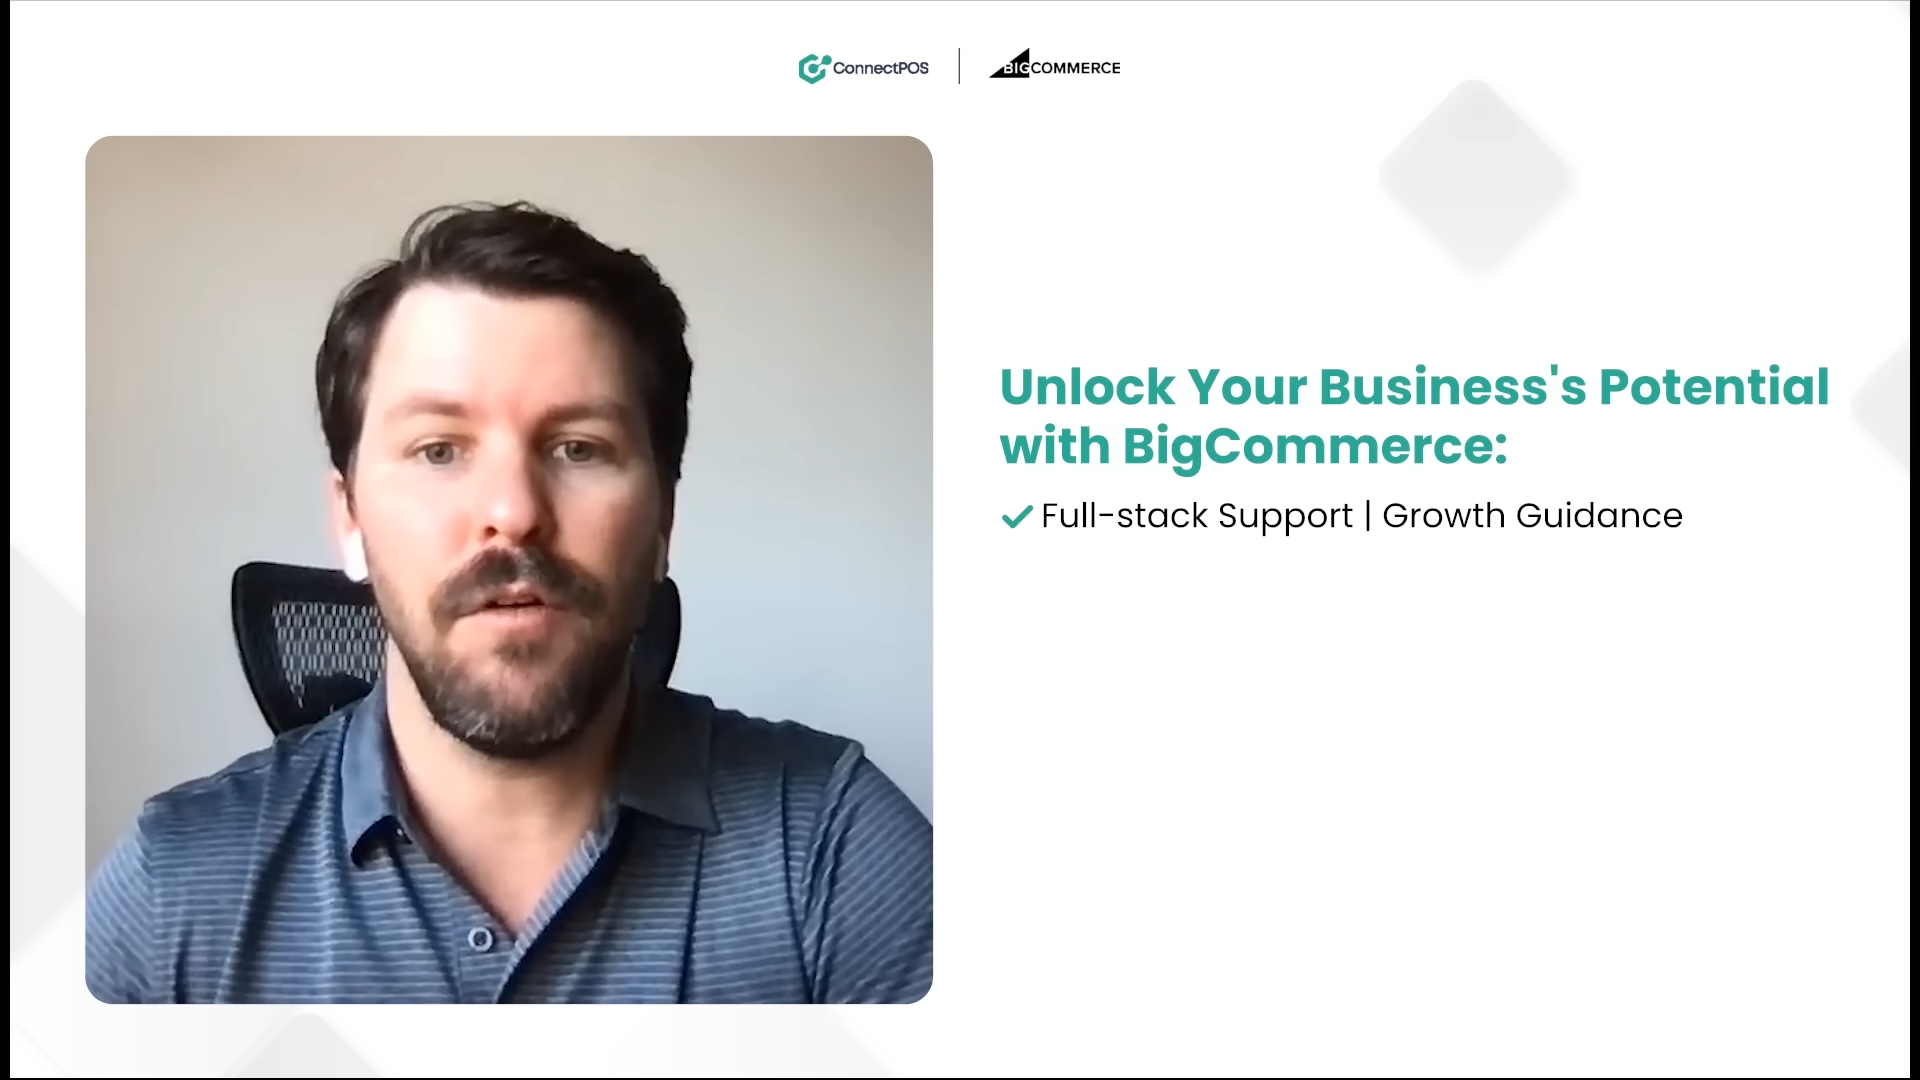 ConnectPOS
BIGCOMMERCE
Unlock Your Business's Potential
with BigCommerce:
Full-stack Support | Growth Guidance